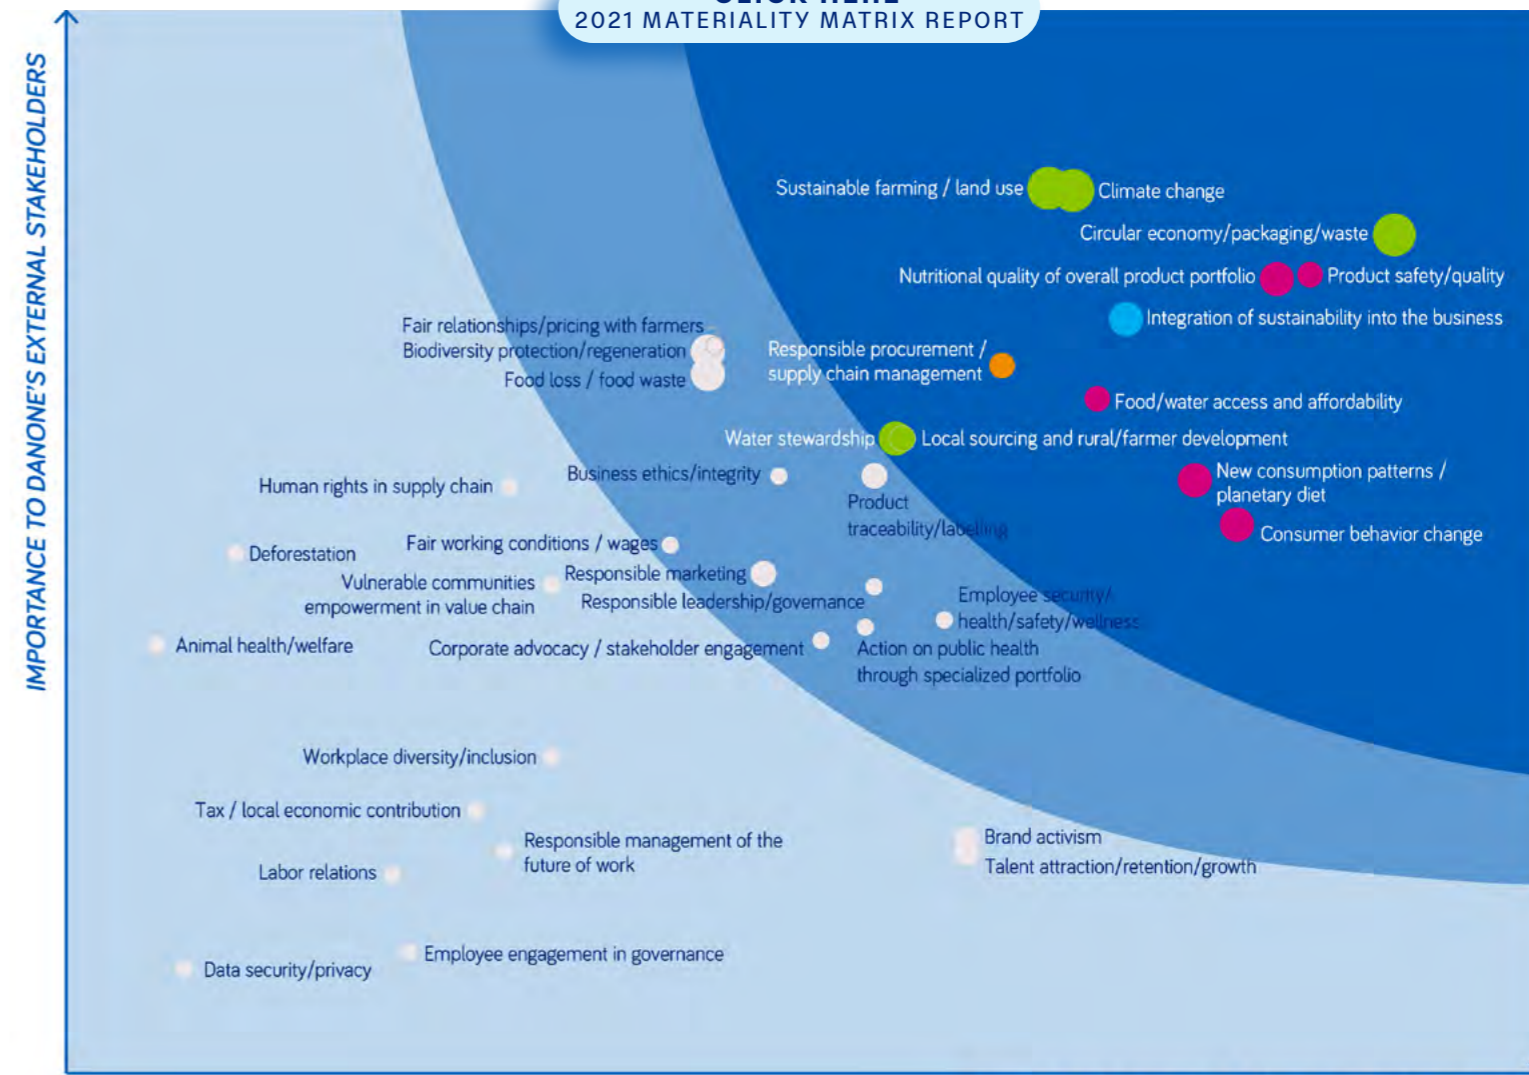 CLICK HERE
2021 MATERIALITY MATRIX REPORT
IMPORTANCE TO DANONE'S EXTERNAL STAKEHOLDERS
Sustainable farming / land use
Climate change
Circular economy/packaging/waste
Nutritional quality of overall product portfolio
Product safety/quality
Integration of sustainability into the business
Fair relationships/pricing with farmers
Biodiversity protection/regeneration
Food loss / food waste
Responsible procurement /
supply chain management
Food/water access and affordability
Water stewardship
Local sourcing and rural/farmer development
Business ethics/integrity
Human rights in supply chain
Product
traceability/labelling
New consumption patterns /
planetary diet
Consumer behavior change
Fair working conditions / wages
Deforestation
Responsible marketing
Vulnerable communities
empowerment in value chain
Responsible leadership/governance
Employee security/
health/safety/wellness
Animal health/welfare
Corporate advocacy / stakeholder engagement
Action on public health
through specialized portfolio
Workplace diversity/inclusion
Tax / local economic contribution
Responsible management of the
future of work
Brand activism
Talent attraction/retention/growth
Labor relations
Employee engagement in governance
Data security/privacy